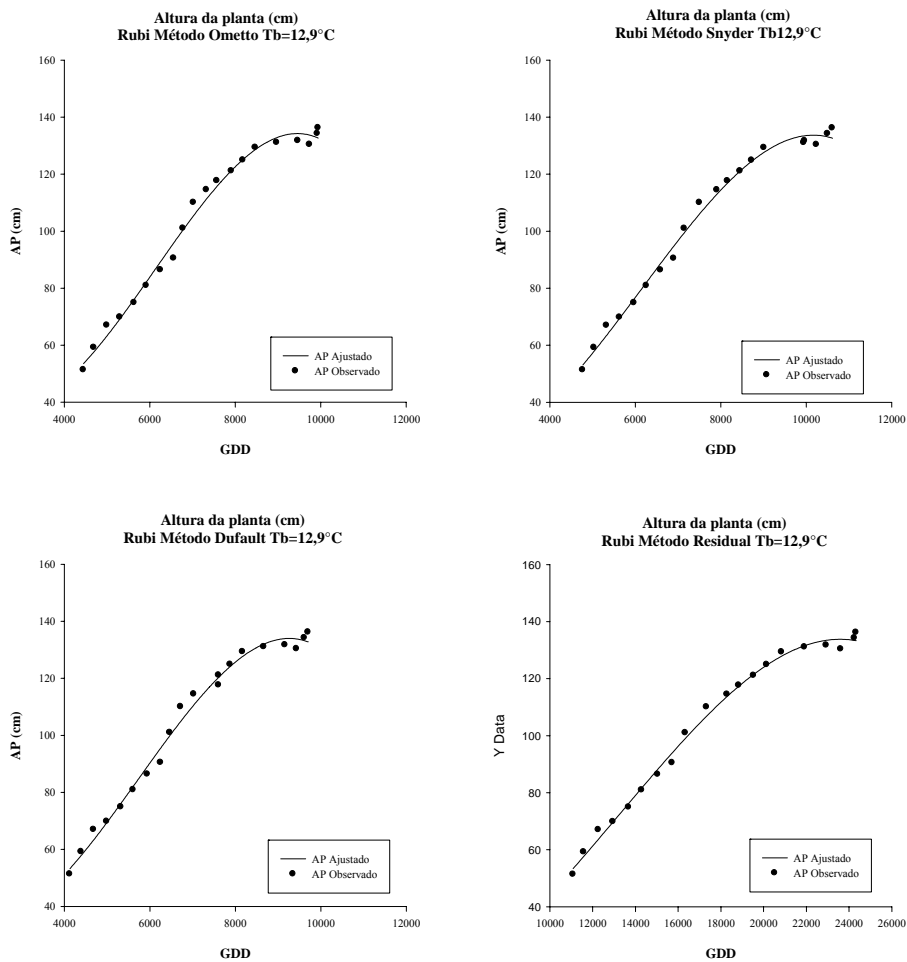 Altura da planta (cm)
Rubi Método Ometto Tb=12,9°C
160
140
120
100
80
60
40
AP (cm)
4000 6000 8000 10000 12000
GDD
AP Ajustado
AP Observado
Altura da planta (cm)
Rubi Método Snyder Tb12,9°C
160
140
120
100
80
60
40
AP (cm)
4000 6000 8000 10000 12000
GDD
AP Ajustado
AP Observado
Altura da planta (cm)
Rubi Método Dufault Tb=12,9°C
160
140
120
100
80
60
40
AP (cm)
4000 6000 8000 10000 12000
GDD
AP Ajustado
AP Observado
Altura da planta (cm)
Rubi Método Residual Tb=12,9°C
160
140
120
100
80
60
40
Y Data
10000 12000 14000 16000 18000 20000 22000 24000 26000
GDD
AP Ajustado
AP Observado